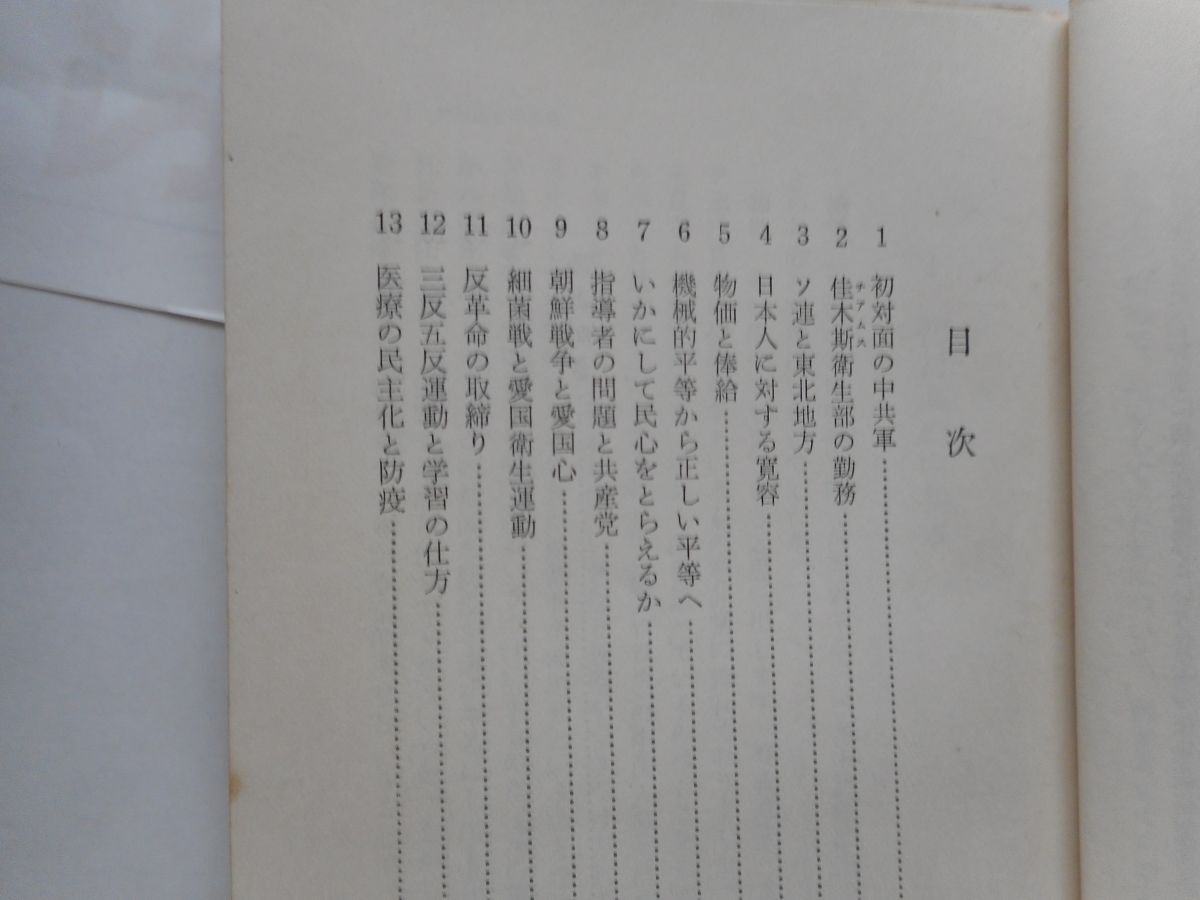 目次
1 初対面の中共軍
2 佳木斯衛生部の勤務
チアムス
3 ソ連と東北地方
4 日本人に対する寛容
5 物価と俸給
6 機械的平等から正しい平等へ
7 いかにして民心をとらえるか
8 指導者の問題と共産党
9 朝鮮戦争と愛国心
10 細菌戦と愛国衛生運動
11 反革命の取締り
12 三反五反運動と学習の仕方
13 医療の民主化と防疫